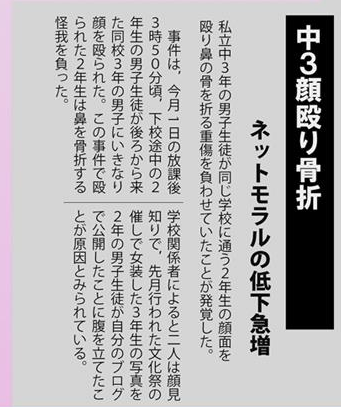 中３顔殴り骨折
ネットモラルの低下急増
私立中３年の男子生徒が同じ学校に通う２年生の顔面を
殴り鼻の骨を折る重傷を負わせていたことが発覚した。
事件は、今月１日の放課後
３時５０分頃、下校途中の２
年生の男子生徒が後ろから来
た同校３年の男子にいきなり
顔を殴られた。この事件で殴
られた２年生は鼻を骨折する
怪我を負った。
学校関係者によると二人は顔見
知りで、先月行われた文化祭の
催しで女装した３年生の写真を
２年の男子生徒が自分のブログ
で公開したことに腹を立てたこ
とが原因とみられている。